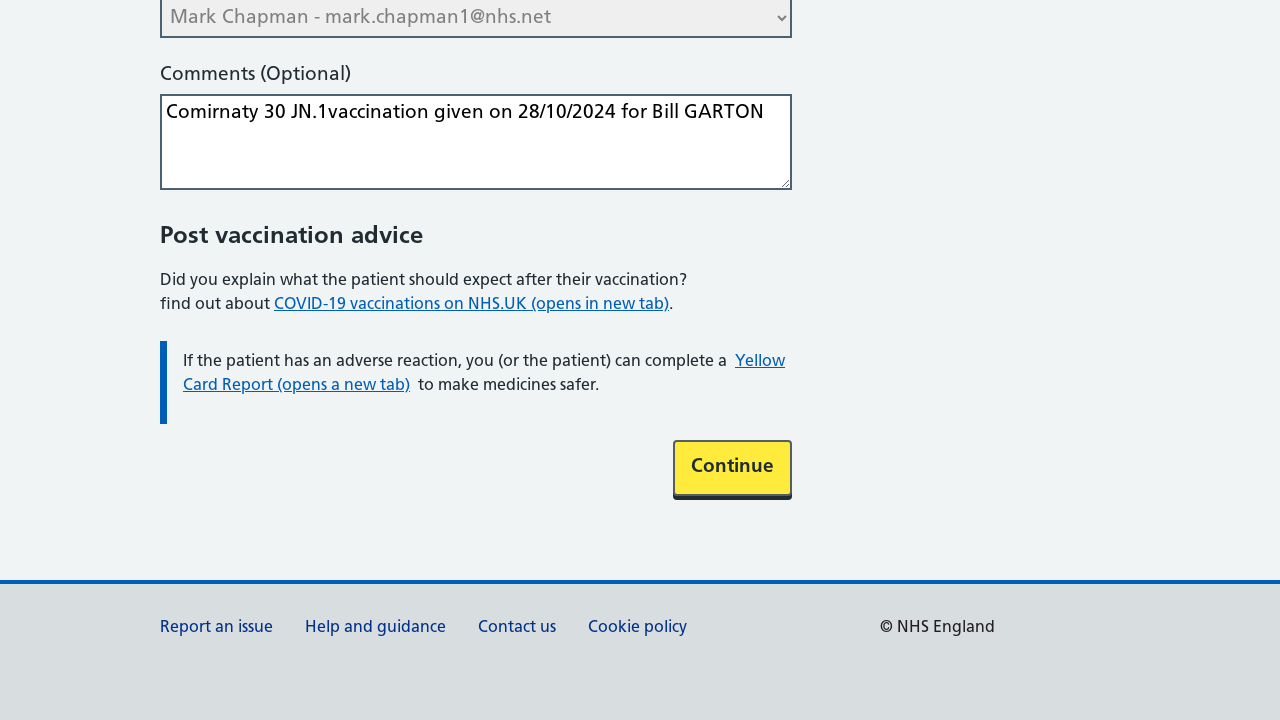 Mark Chapman - mark.chapman1@nhs.net
Comments (Optional)
Comirnaty 30 JN.1vaccination given on 28/10/2024 for Bill GARTON
Post vaccination advice
Did you explain what the patient should expect after their vaccination?
find out about COVID-19 vaccinations on NHS.UK (opens in new tab).
If the patient has an adverse reaction, you (or the patient) can complete a Yellow
Card Report (opens a new tab) to make medicines safer.
Continue
Report an issue Help and guidance Contact us Cookie policy © NHS England